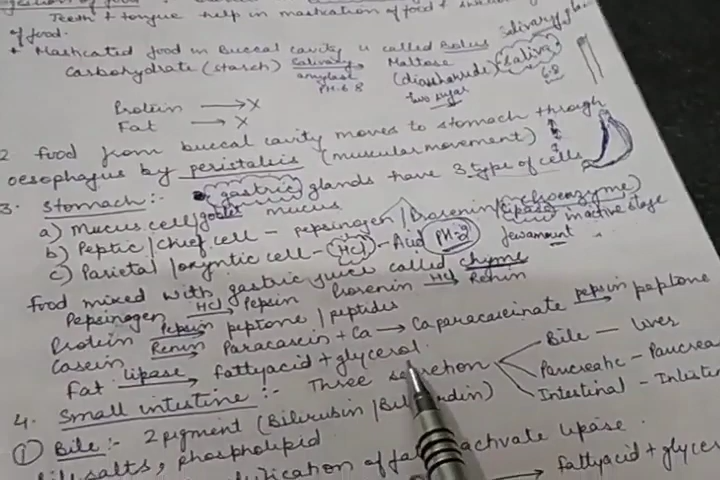 Teeth + tongue help in mastication of food +
of food.
+ Masticated food in Buccal cavity is called Bolus
Carbohydrate (starch) Salivary amylase PH.6.8 Maltose (disaccharide) two sugar
Saliva 6.8
Protein → X
Fat → X
2 Food from buccal cavity moves to stomach through
oesophagus by peristalsis (muscular movement)
3. Stomach :- gastric glands have 3 type of cells
a) Mucus cell/goblet mucus
b) Peptic / Chief cell - pepsinogen / Prorenin / (proenzyme) inactive stage
lipase
c) Parietal / oxyntic cell - HCl - Acid PH=2
Food mixed with gastric juice called chyme
Pepsinogen HCl→ Pepsin Prorenin HCl→ Renin
Protein Pepsin→ peptone / peptides
Casein Renin→ Paracasein + Ca → Ca paracaseinate pepsin→ peptone
Fat lipase→ fattyacid + glycerol.
4. Small intestine :- Three secretion
Bile - liver
Pancreatic - Pancrea
Intestinal - Intesti
① Bile :- 2 pigment (Bilirubin /
salts, phospholipid
of fat activate lipase.
→ fattyacid + glycer